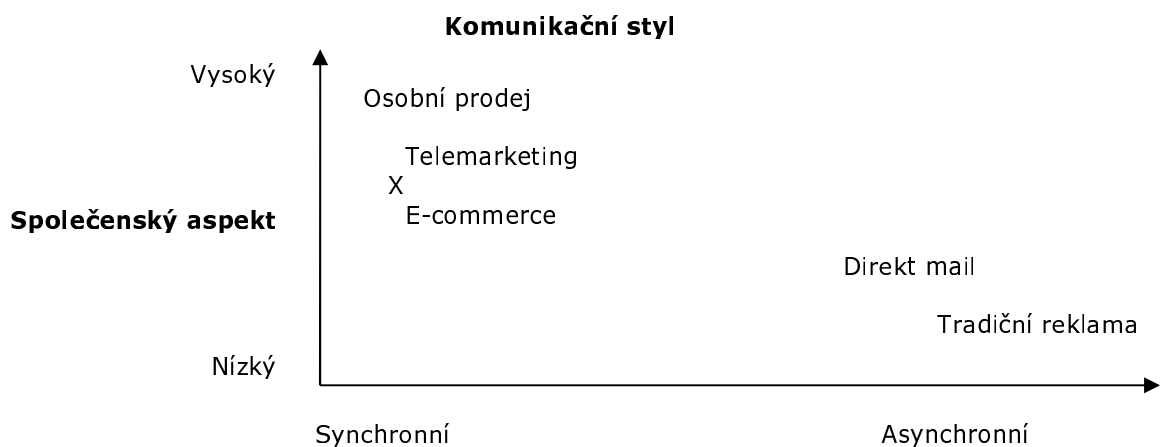 Komunikační styl
Vysoký
Osobní prodej
Telemarketing
X
E-commerce
Společenský aspekt
Direkt mail
Tradiční reklama
Nízký
Synchronní Asynchronní